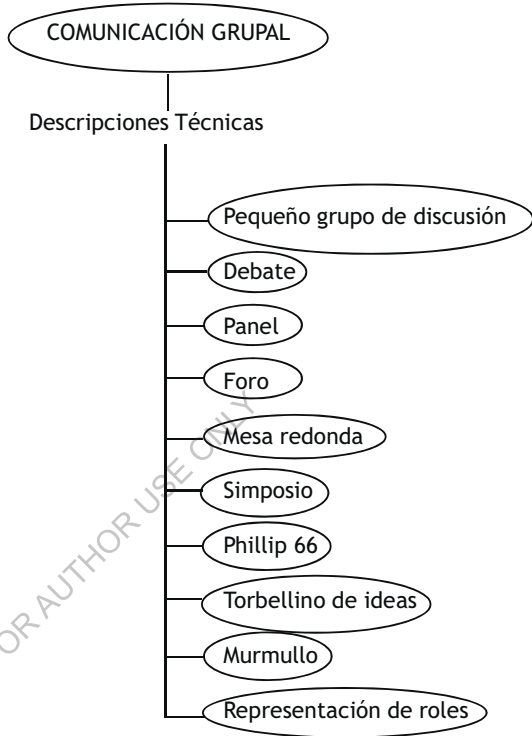 COMUNICACIÓN GRUPAL
Descripciones Técnicas
Pequeño grupo de discusión
Debate
Panel
Foro
Mesa redonda
Simposio
Phillip 66
Torbellino de ideas
Murmullo
Representación de roles
OR AUTHOR USE ONLY